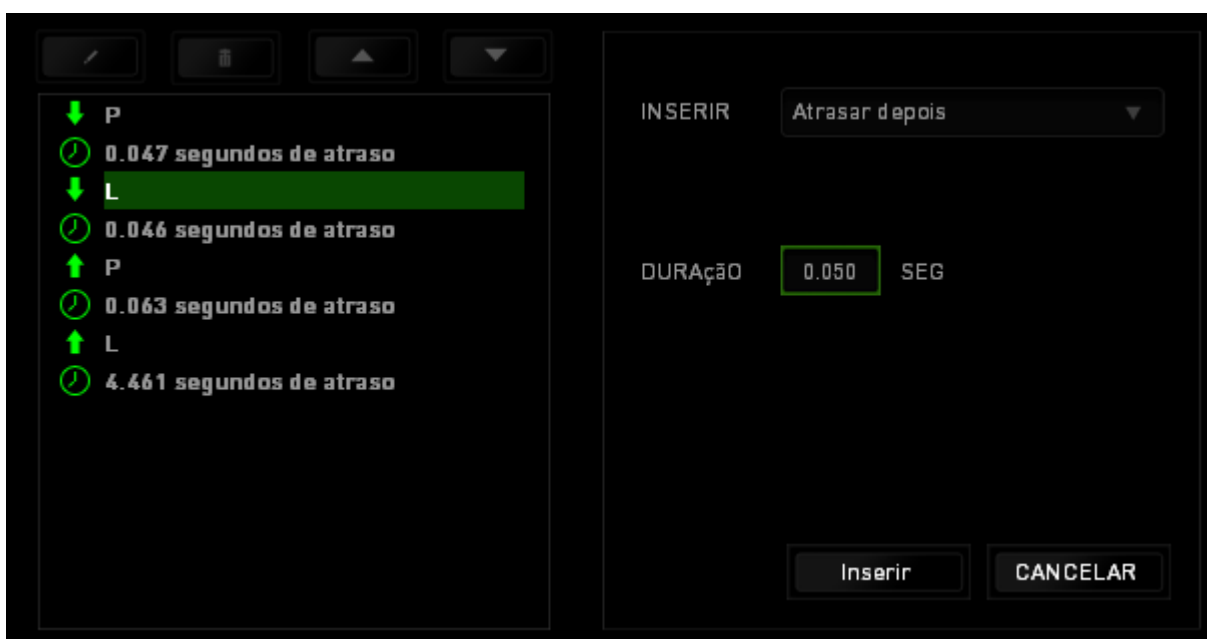 P
0.047 segundos de atraso
L
0.046 segundos de atraso
P
0.063 segundos de atraso
L
4.461 segundos de atraso
INSERIR Atrasar depois
DURAçãO 0.050 SEG
Inserir CANCELAR